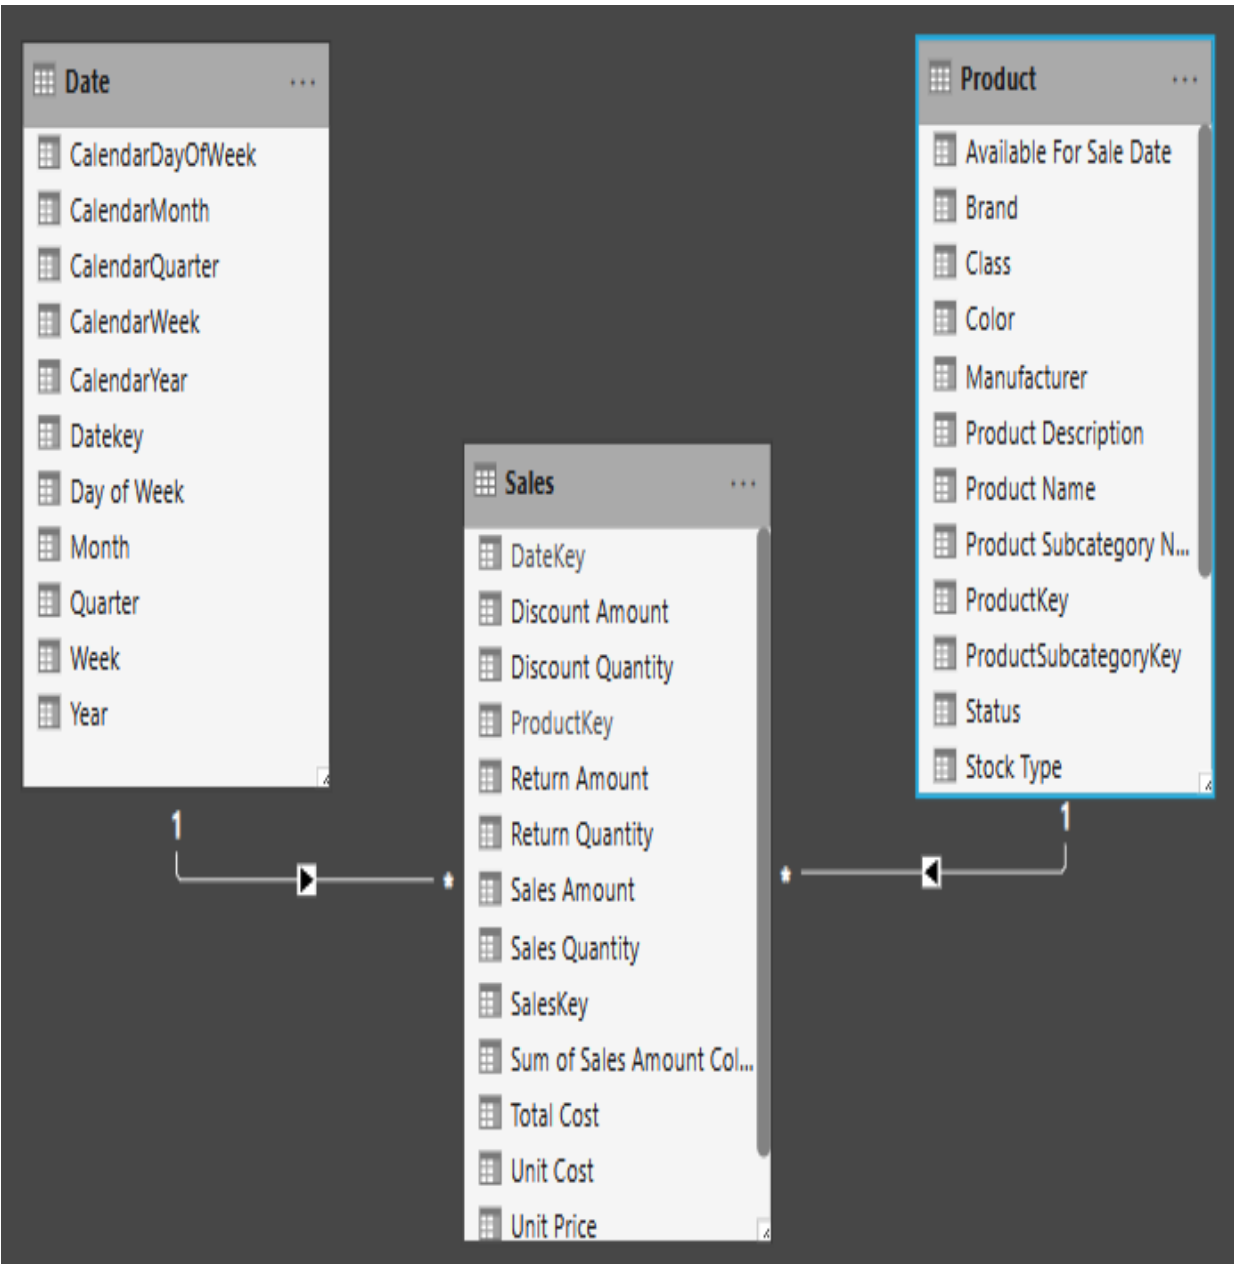 Date ...
CalendarDayOfWeek
CalendarMonth
CalendarQuarter
CalendarWeek
CalendarYear
Datekey
Day of Week
Month
Quarter
Week
Year
1
*
Sales ...
DateKey
Discount Amount
Discount Quantity
ProductKey
Return Amount
Return Quantity
Sales Amount
Sales Quantity
SalesKey
Sum of Sales Amount Col...
Total Cost
Unit Cost
Unit Price
Product ...
Available For Sale Date
Brand
Class
Color
Manufacturer
Product Description
Product Name
Product Subcategory N...
ProductKey
ProductSubcategoryKey
Status
Stock Type
1
*